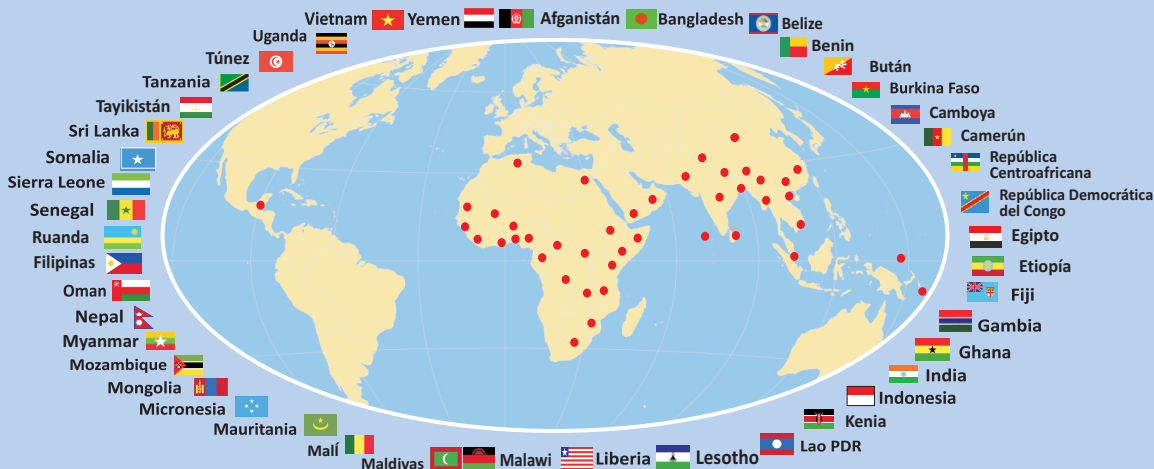 Vietnam
Yemen
Afganistán
Bangladesh
Belize
Benin
Bután
Burkina Faso
Camboya
Camerún
República
Centroafricana
República Democrática
del Congo
Egipto
Etiopía
Fiji
Gambia
Ghana
India
Indonesia
Kenia
Lao PDR
Lesotho
Liberia
Malawi
Maldivas
Malí
Mauritania
Micronesia
Mongolia
Mozambique
Myanmar
Nepal
Oman
Filipinas
Ruanda
Senegal
Sierra Leone
Somalia
Sri Lanka
Tayikistán
Tanzania
Túnez
Uganda